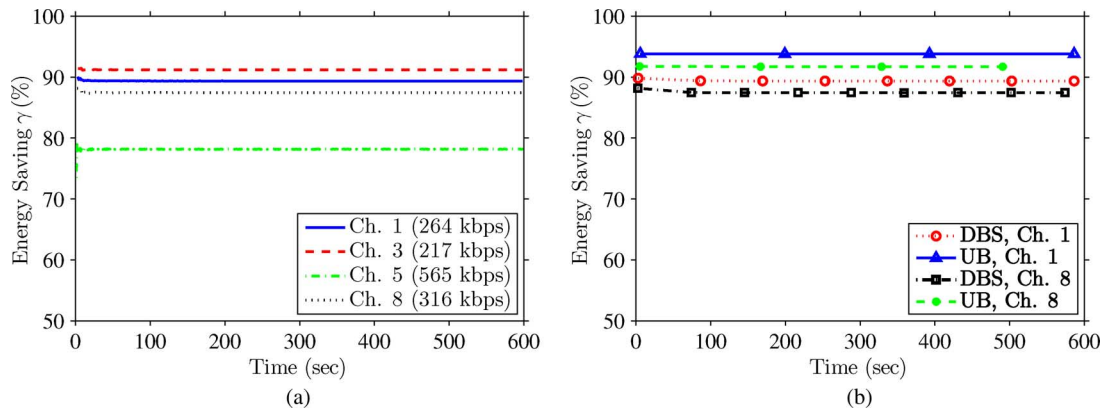 100
90
80
70
60
50
Energy Saving γ (%)
Ch. 1 (264 kbps)
Ch. 3 (217 kbps)
Ch. 5 (565 kbps)
Ch. 8 (316 kbps)
0 100 200 300 400 500 600
Time (sec)
(a)
100
90
80
70
60
50
Energy Saving γ (%)
DBS, Ch. 1
UB, Ch. 1
DBS, Ch. 8
UB, Ch. 8
0 100 200 300 400 500 600
Time (sec)
(b)